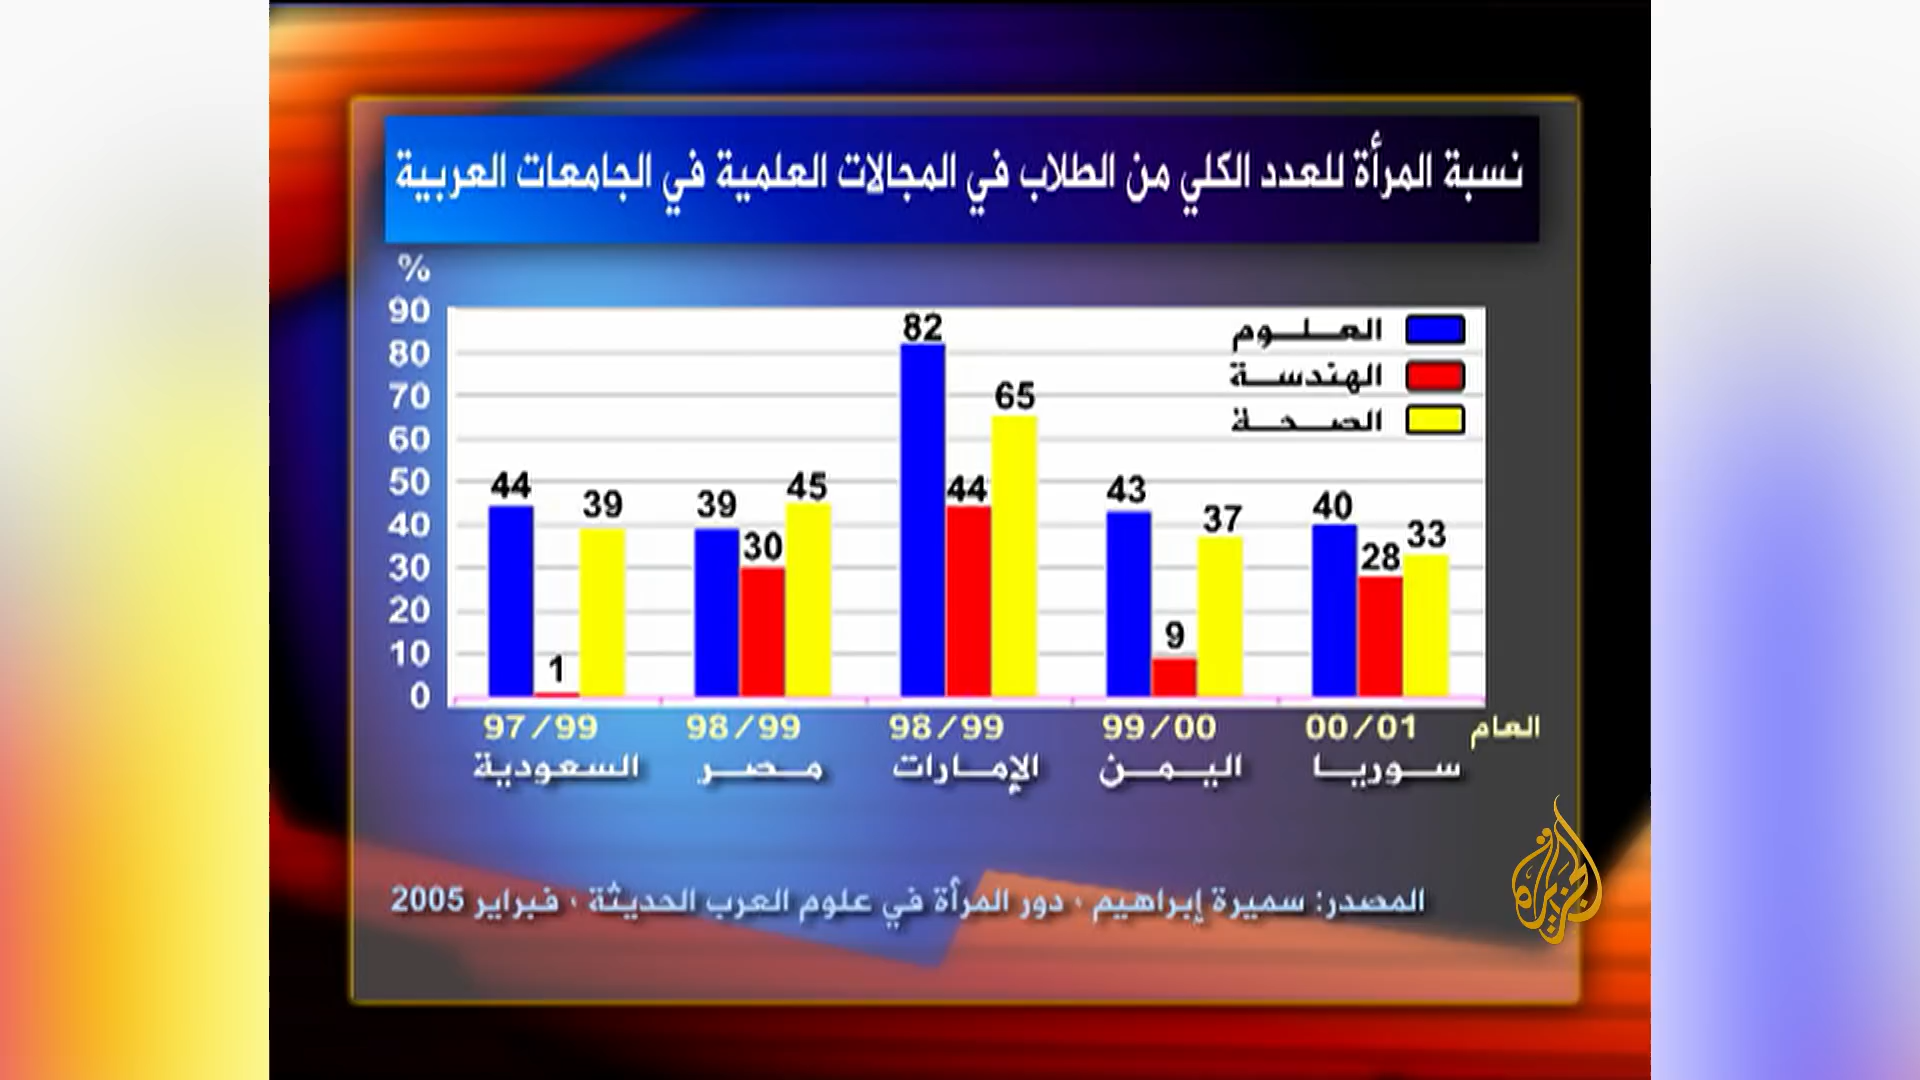 نسبة المرأة للعدد الكلي من الطلاب في المجالات العلمية في الجامعات العربية
%
90
80
70
60
50
40
30
20
10
0
العلوم
الهندسة
الصحة
44 1 39
39 30 45
82 44 65
43 9 37
40 28 33
97/99 98/99 98/99 99/00 00/01 العام
السعودية مصر الإمارات اليمن سوريا
المصدر: سميرة إبراهيم ، دور المرأة في علوم العرب الحديثة ، فبراير 2005
الجزيرة